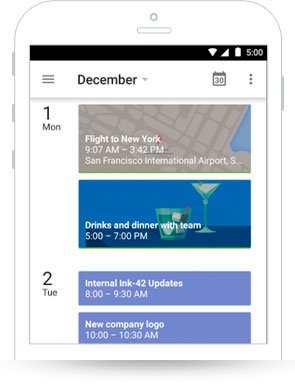 5:00
December
30
1
Mon
Flight to New York
9:07 AM – 3:42 PM
San Francisco International Airport, S...
Drinks and dinner with team
5:00 – 7:00 PM
2
Tue
Internal Ink-42 Updates
8:00 – 9:30 AM
New company logo
10:00 – 10:30 AM